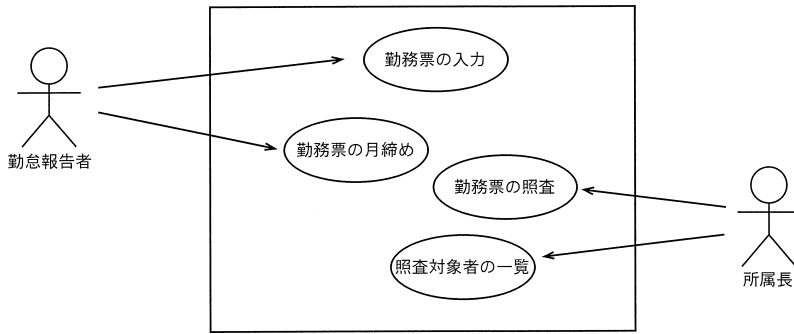 勤務票の入力
勤怠報告者
勤務票の月締め
勤務票の照査
照査対象者の一覧
所属長